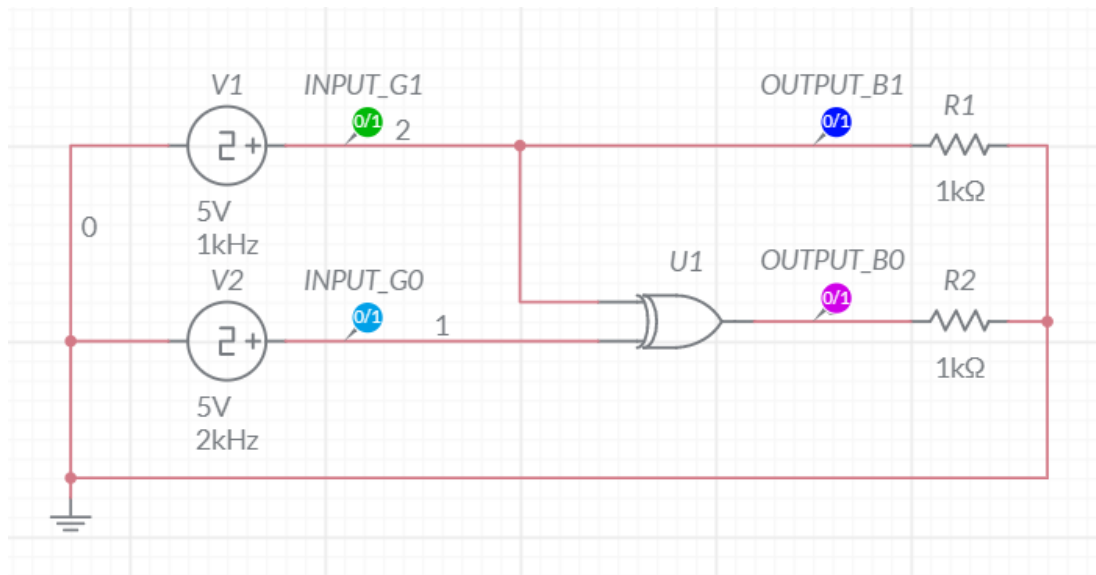 V1
INPUT_G1
0/1
2
5V
1kHz
0
V2
INPUT_G0
0/1
1
5V
2kHz
U1
OUTPUT_B1
0/1
R1
1kΩ
OUTPUT_B0
0/1
R2
1kΩ